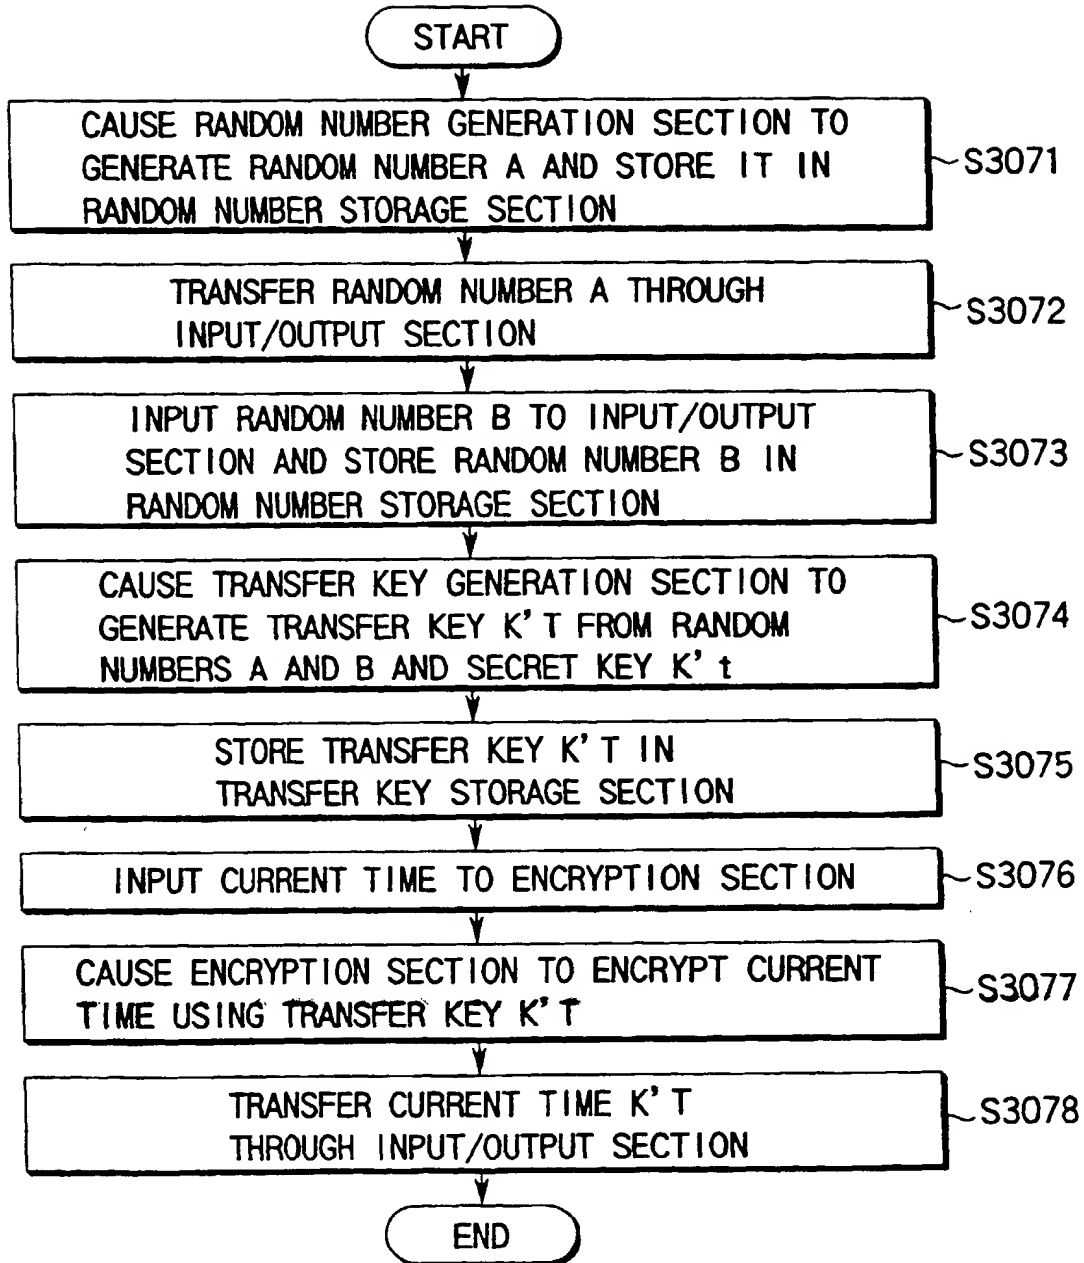 START
CAUSE RANDOM NUMBER GENERATION SECTION TO
GENERATE RANDOM NUMBER A AND STORE IT IN
RANDOM NUMBER STORAGE SECTION
S3071
TRANSFER RANDOM NUMBER A THROUGH
INPUT/OUTPUT SECTION
S3072
INPUT RANDOM NUMBER B TO INPUT/OUTPUT
SECTION AND STORE RANDOM NUMBER B IN
RANDOM NUMBER STORAGE SECTION
S3073
CAUSE TRANSFER KEY GENERATION SECTION TO
GENERATE TRANSFER KEY K'T FROM RANDOM
NUMBERS A AND B AND SECRET KEY K't
S3074
STORE TRANSFER KEY K'T IN
TRANSFER KEY STORAGE SECTION
S3075
INPUT CURRENT TIME TO ENCRYPTION SECTION
S3076
CAUSE ENCRYPTION SECTION TO ENCRYPT CURRENT
TIME USING TRANSFER KEY K'T
S3077
TRANSFER CURRENT TIME K'T
THROUGH INPUT/OUTPUT SECTION
S3078
END